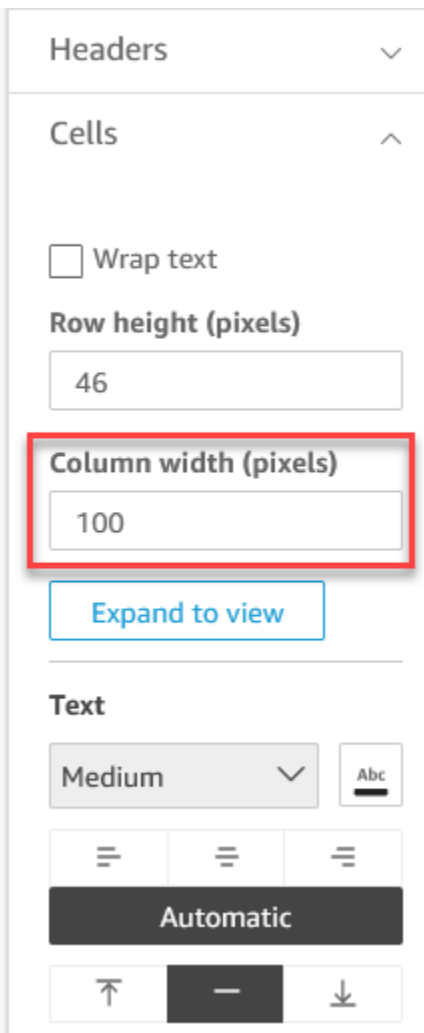 Headers
Cells
Wrap text
Row height (pixels)
46
Column width (pixels)
100
Expand to view
Text
Medium
Abc
Automatic